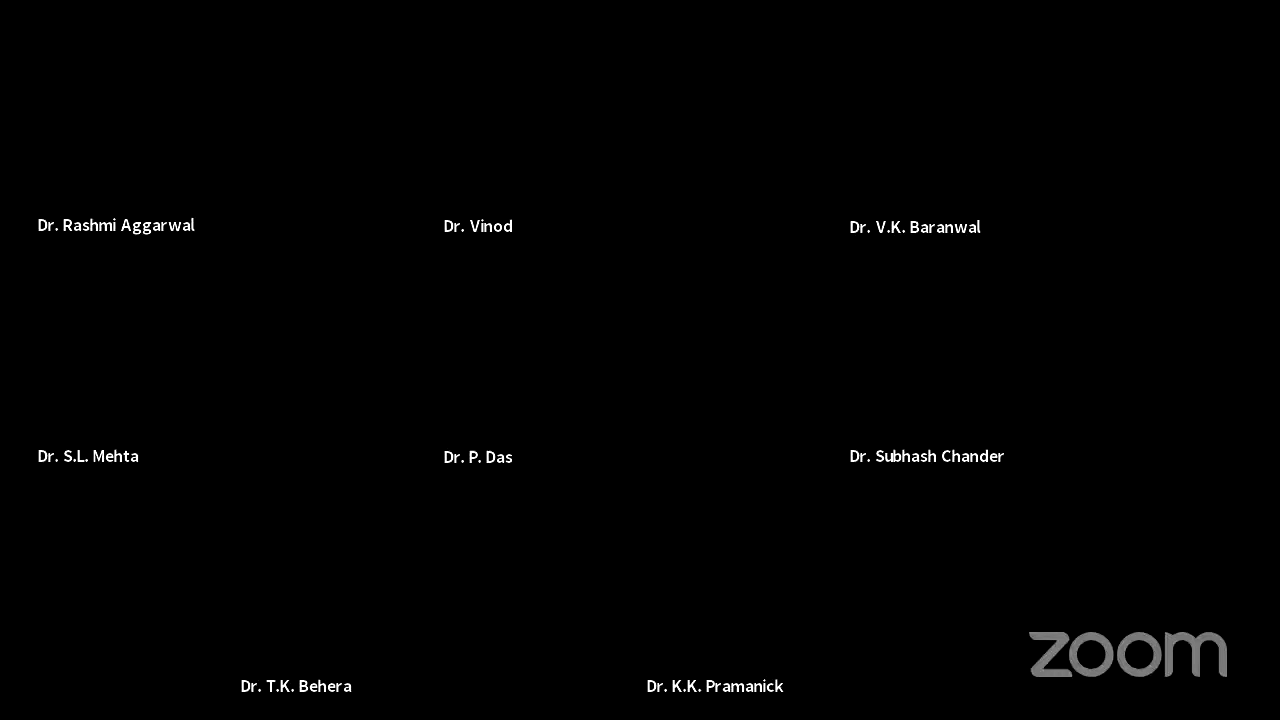 Dr. Rashmi Aggarwal
Dr. Vinod
Dr. V.K. Baranwal
Dr. S.L. Mehta
Dr. P. Das
Dr. Subhash Chander
Dr. T.K. Behera
Dr. K.K. Pramanick
zoom